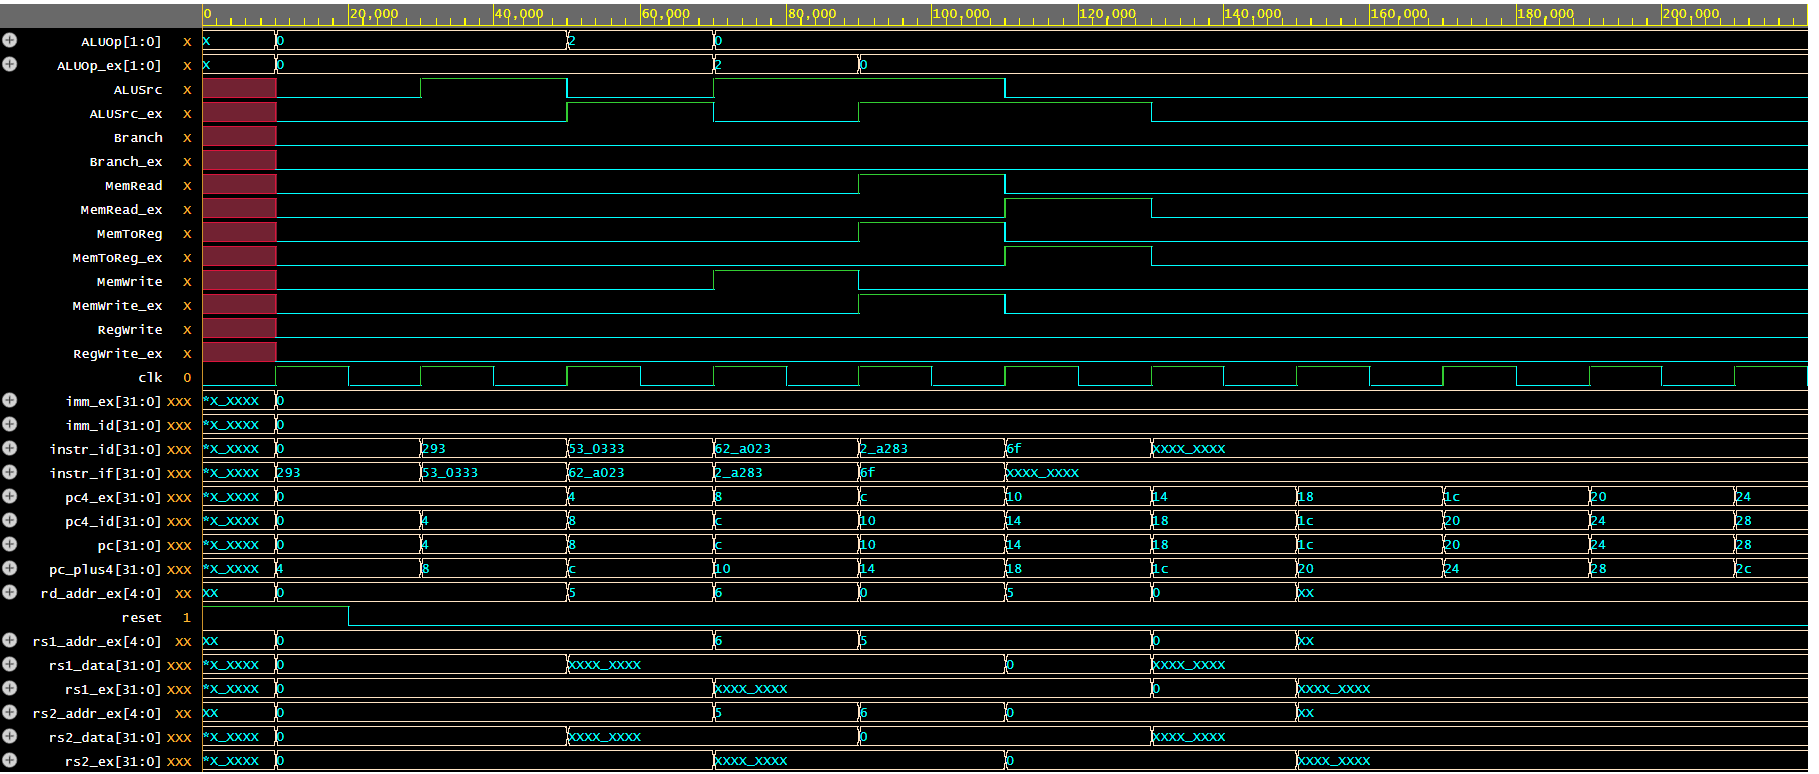 0 20,000 40,000 60,000 80,000 100,000 120,000 140,000 160,000 180,000 200,000
ALUOp[1:0] x x 0 2 0
ALUOp_ex[1:0] x x 0 2 0
ALUSrc x
ALUSrc_ex x
Branch x
Branch_ex x
MemRead x
MemRead_ex x
MemToReg x
MemToReg_ex x
MemWrite x
MemWrite_ex x
RegWrite x
RegWrite_ex x
clk 0
imm_ex[31:0] xxx *x_xxxx 0
imm_id[31:0] xxx *x_xxxx 0
instr_id[31:0] xxx *x_xxxx 0 293 53_0333 62_a023 2_a283 6f xxxx_xxxx
instr_if[31:0] xxx *x_xxxx 293 53_0333 62_a023 2_a283 6f xxxx_xxxx
pc4_ex[31:0] xxx *x_xxxx 0 4 8 c 10 14 18 1c 20 24
pc4_id[31:0] xxx *x_xxxx 0 4 8 c 10 14 18 1c 20 24 28
pc[31:0] xxx *x_xxxx 0 4 8 c 10 14 18 1c 20 24 28
pc_plus4[31:0] xxx *x_xxxx 4 8 c 10 14 18 1c 20 24 28 2c
rd_addr_ex[4:0] xx xx 0 5 6 0 5 0 xx
reset 1
rs1_addr_ex[4:0] xx xx 0 6 5 0 xx
rs1_data[31:0] xxx *x_xxxx 0 xxxx_xxxx 0 xxxx_xxxx
rs1_ex[31:0] xxx *x_xxxx 0 xxxx_xxxx 0 xxxx_xxxx
rs2_addr_ex[4:0] xx xx 0 5 6 0 xx
rs2_data[31:0] xxx *x_xxxx 0 xxxx_xxxx 0 xxxx_xxxx
rs2_ex[31:0] xxx *x_xxxx 0 xxxx_xxxx 0 xxxx_xxxx